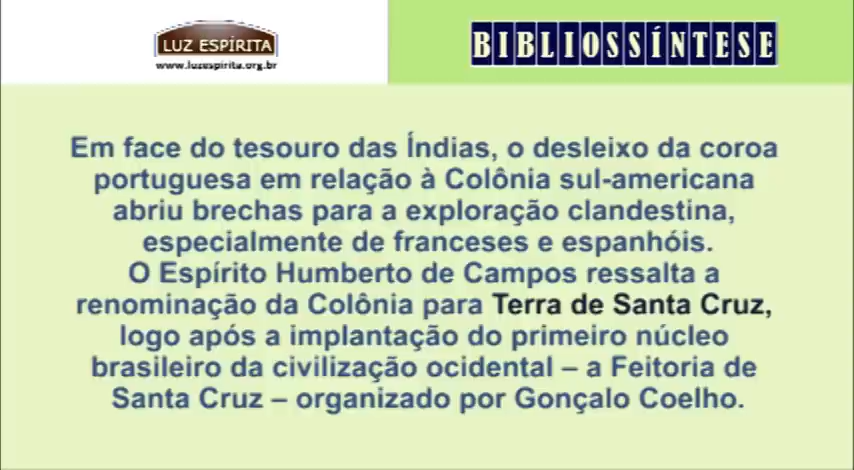 LUZ ESPÍRITA
www.luzespirita.org.br
BIBLIOSSÍNTESE
Em face do tesouro das Índias, o desleixo da coroa
portuguesa em relação à Colônia sul-americana
abriu brechas para a exploração clandestina,
especialmente de franceses e espanhóis.
O Espírito Humberto de Campos ressalta a
renominação da Colônia para Terra de Santa Cruz,
logo após a implantação do primeiro núcleo
brasileiro da civilização ocidental – a Feitoria de
Santa Cruz – organizado por Gonçalo Coelho.